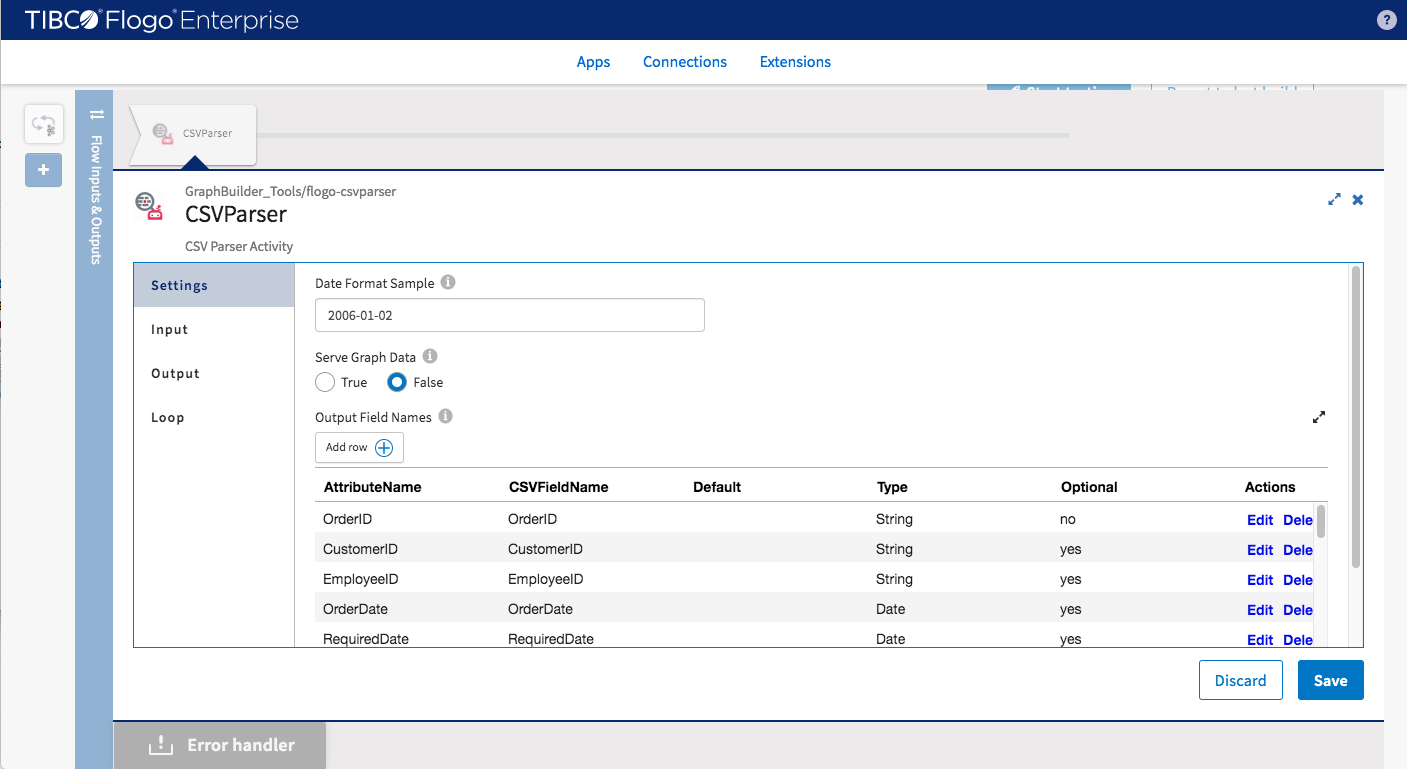 TIBCO® Flogo® Enterprise
?
Apps Connections Extensions
CSVParser
Flow Inputs & Outputs
GraphBuilder_Tools/flogo-csvparser
CSVParser
CSV Parser Activity
Settings
Input
Output
Loop
Date Format Sample
2006-01-02
Serve Graph Data
True False
Output Field Names
Add row
AttributeName CSVFieldName Default Type Optional Actions
OrderID OrderID String no Edit Dele
CustomerID CustomerID String yes Edit Dele
EmployeeID EmployeeID String yes Edit Dele
OrderDate OrderDate Date yes Edit Dele
RequiredDate RequiredDate Date yes Edit Dele
Discard Save
Error handler